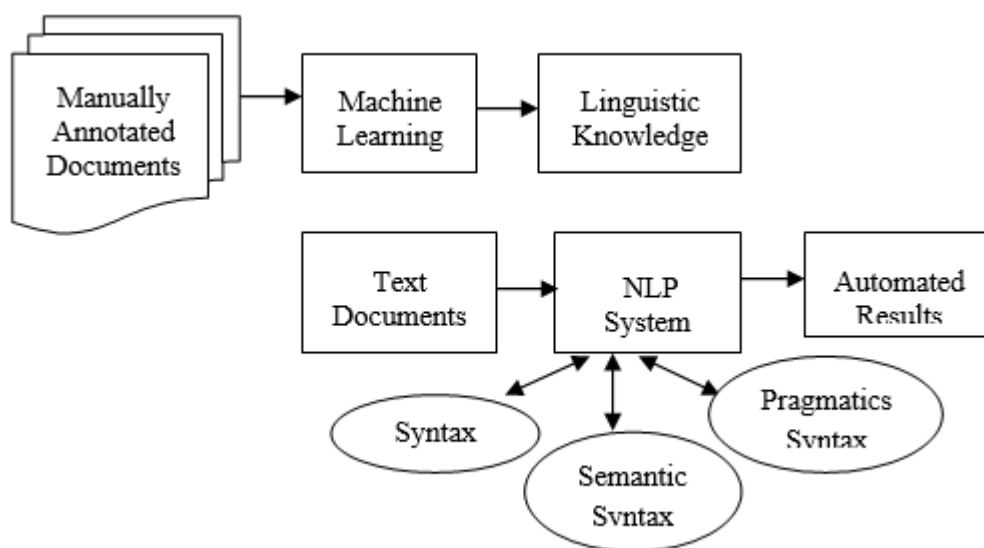 Manually
Annotated
Documents
Machine
Learning
Linguistic
Knowledge
Text
Documents
NLP
System
Automated
Results
Syntax
Semantic
Syntax
Pragmatics
Syntax